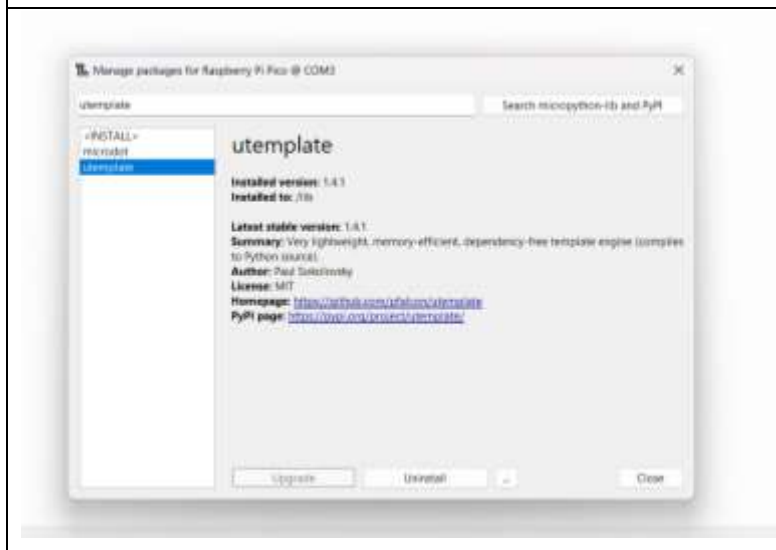 Manage packages for Raspberry Pi Pico @ COM3
utemplate
Search micropython-lib and PyPI
<INSTALL>
microdot
utemplate
utemplate
Installed version: 1.4.1
Installed to: /lib
Latest stable version: 1.4.1
Summary: Very lightweight, memory-efficient, dependency-free template engine (compiles
to Python source).
Author: Paul Sokolovsky
License: MIT
Homepage: https://github.com/pfalcon/utemplate
PyPI page: https://pypi.org/project/utemplate/
Upgrade
Uninstall
...
Close